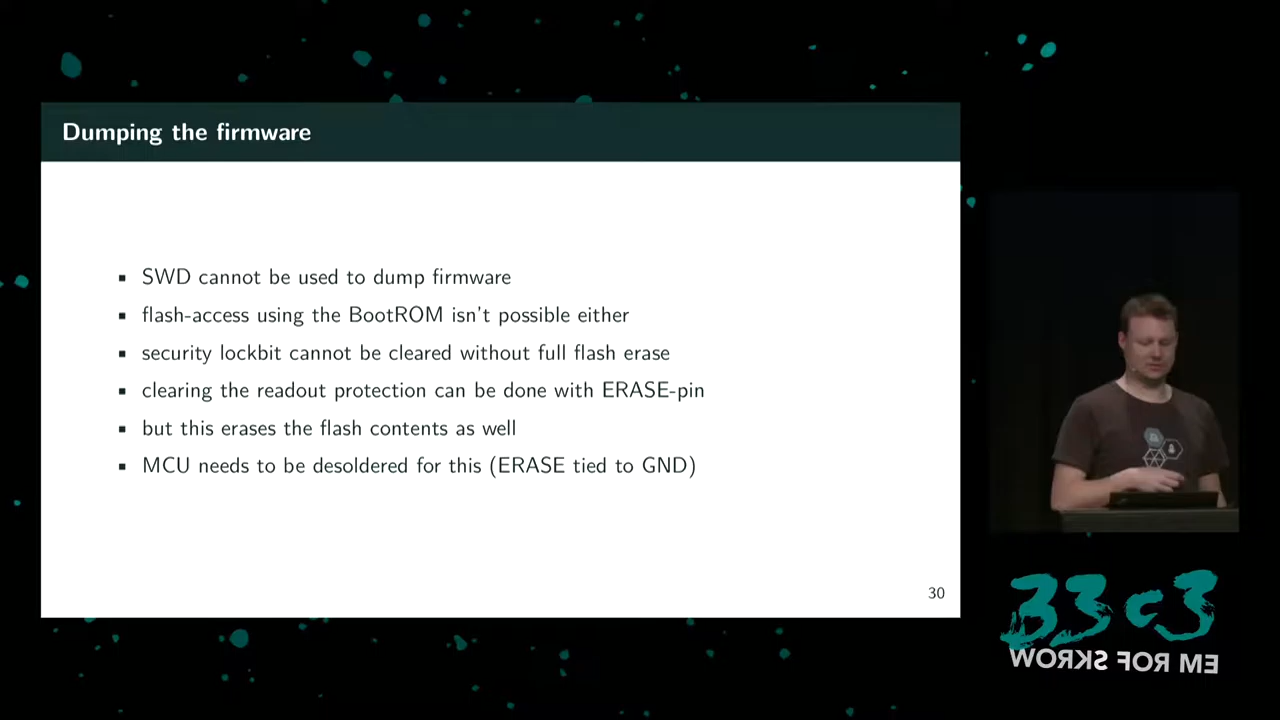 Dumping the firmware
▪ SWD cannot be used to dump firmware
▪ flash-access using the BootROM isn't possible either
▪ security lockbit cannot be cleared without full flash erase
▪ clearing the readout protection can be done with ERASE-pin
▪ but this erases the flash contents as well
▪ MCU needs to be desoldered for this (ERASE tied to GND)
30
33c3
WORKS FOR ME